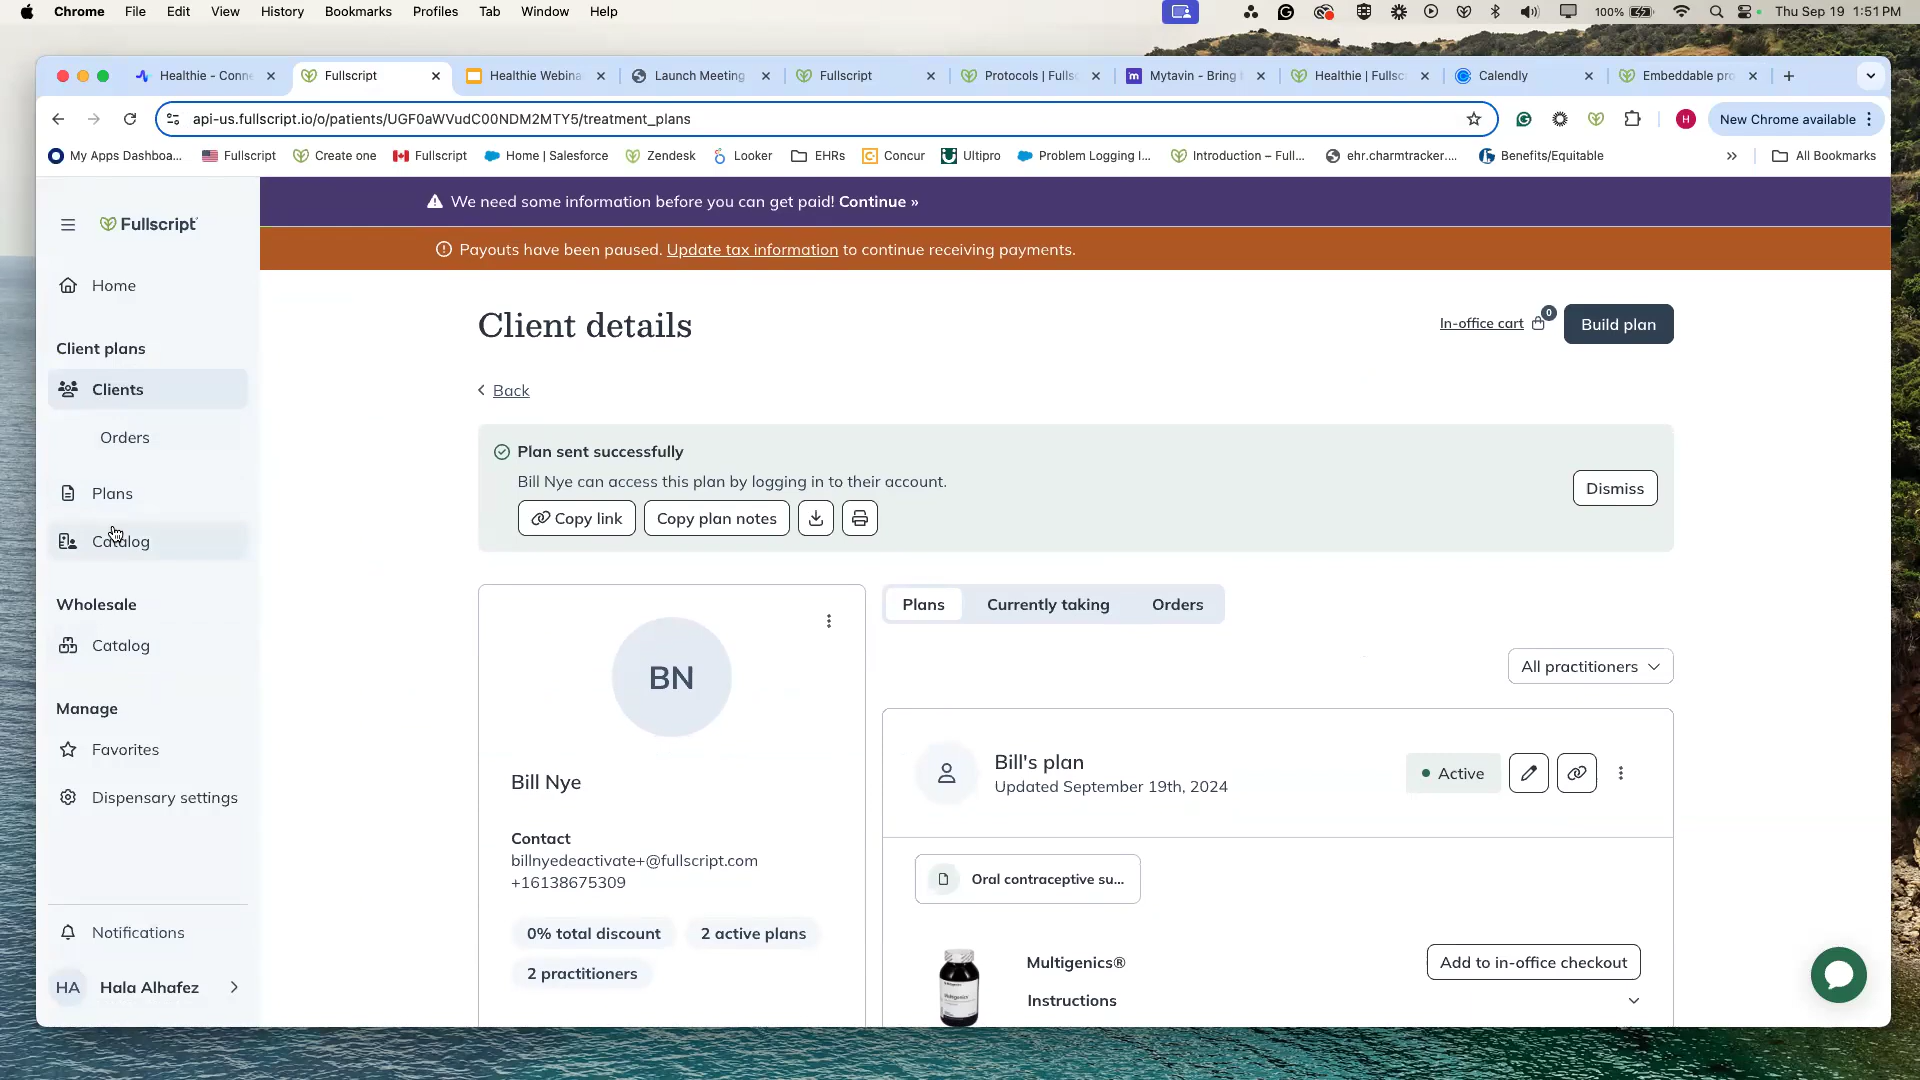 Chrome File Edit View History Bookmarks Profiles Tab Window Help
100% Thu Sep 19 1:51 PM
Healthie - Conne
Fullscript
Healthie Webina
Launch Meeting
Fullscript
Protocols | Fulls
Mytavin - Bring
Healthie | Fullsc
Calendly
Embeddable pro
api-us.fullscript.io/o/patients/UGF0aWVudC00NDM2MTY5/treatment_plans
H
New Chrome available
My Apps Dashboa...
Fullscript
Create one
Fullscript
Home | Salesforce
Zendesk
Looker
EHRs
Concur
Ultipro
Problem Logging I...
Introduction – Full...
ehr.charmtracker....
Benefits/Equitable
»
All Bookmarks
Fullscript
Home
Client plans
Clients
Orders
Plans
Catalog
Wholesale
Catalog
Manage
Favorites
Dispensary settings
Notifications
HA Hala Alhafez
We need some information before you can get paid! Continue »
Payouts have been paused. Update tax information to continue receiving payments.
Client details
In-office cart 0
Build plan
Back
Plan sent successfully
Bill Nye can access this plan by logging in to their account.
Copy link
Copy plan notes
Dismiss
BN
Bill Nye
Contact
billnyedeactivate+@fullscript.com
+16138675309
0% total discount
2 active plans
2 practitioners
Plans Currently taking Orders
All practitioners
Bill's plan
Updated September 19th, 2024
Active
Oral contraceptive su...
Multigenics®
Add to in-office checkout
Instructions